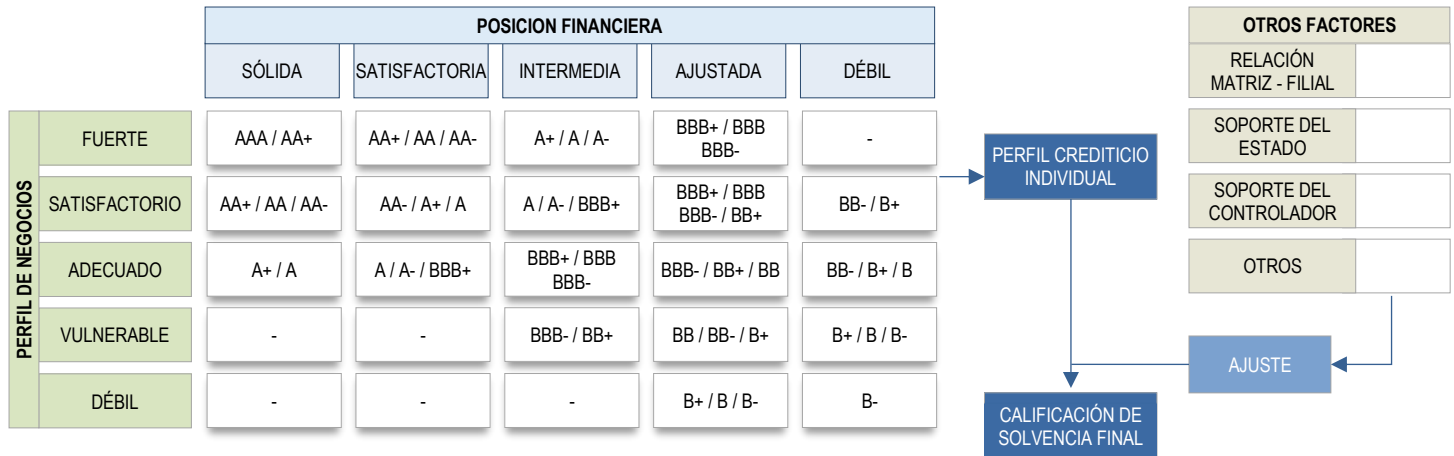 POSICION FINANCIERA
SÓLIDA
SATISFACTORIA
INTERMEDIA
AJUSTADA
DÉBIL
PERFIL DE NEGOCIOS
FUERTE
AAA / AA+
AA+ / AA / AA-
A+ / A / A-
BBB+ / BBB
BBB-
-
SATISFACTORIO
AA+ / AA / AA-
AA- / A+ / A
A / A- / BBB+
BBB+ / BBB
BBB- / BB+
BB- / B+
ADECUADO
A+ / A
A / A- / BBB+
BBB+ / BBB
BBB-
BBB- / BB+ / BB
BB- / B+ / B
VULNERABLE
-
-
BBB- / BB+
BB / BB- / B+
B+ / B / B-
DÉBIL
-
-
-
B+ / B / B-
B-
PERFIL CREDITICIO
INDIVIDUAL
CALIFICACIÓN DE
SOLVENCIA FINAL
OTROS FACTORES
RELACIÓN
MATRIZ - FILIAL
SOPORTE DEL
ESTADO
SOPORTE DEL
CONTROLADOR
OTROS
AJUSTE